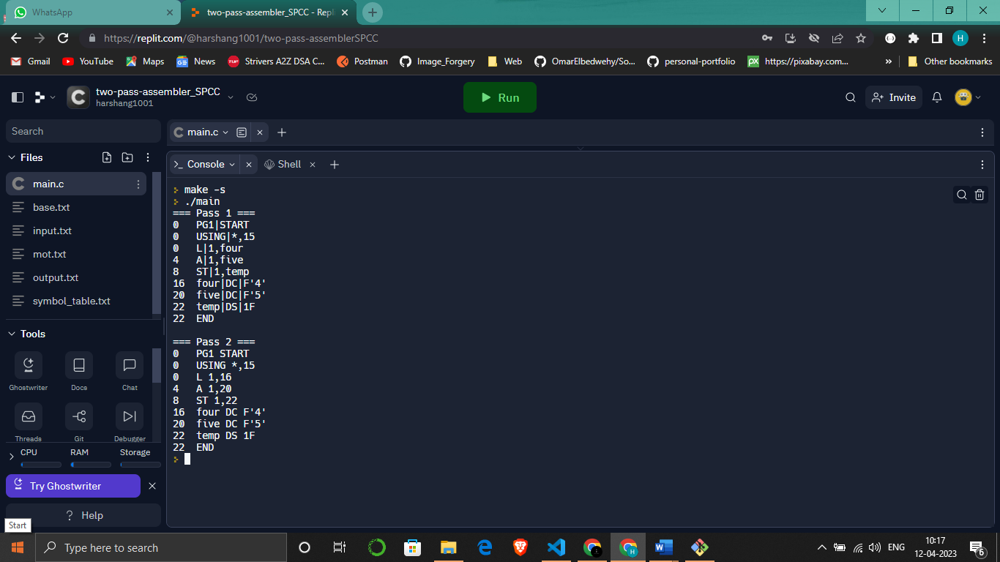 WhatsApp
two-pass-assembler_SPCC - Repl
https://replit.com/@harshang1001/two-pass-assemblerSPCC
H
Gmail
YouTube
Maps
News
Strivers A2Z DSA C...
Postman
Image_Forgery
Web
OmarElbedwehy/So...
personal-portfolio
https://pixabay.com...
»
Other bookmarks
two-pass-assembler_SPCC
harshang1001
Run
Invite
Search
main.c
Files
main.c
base.txt
input.txt
mot.txt
output.txt
symbol_table.txt
Tools
Ghostwriter
Docs
Chat
Threads
Git
Debugger
CPU
RAM
Storage
Try Ghostwriter
Help
Start
Console
Shell
make -s
./main
=== Pass 1 ===
0 PG1|START
0 USING|*,15
0 L|1,four
4 A|1,five
8 ST|1,temp
16 four|DC|F'4'
20 five|DC|F'5'
22 temp|DS|1F
22 END
=== Pass 2 ===
0 PG1 START
0 USING *,15
0 L 1,16
4 A 1,20
8 ST 1,22
16 four DC F'4'
20 five DC F'5'
22 temp DS 1F
22 END
Type here to search
ENG
10:17
12-04-2023
6